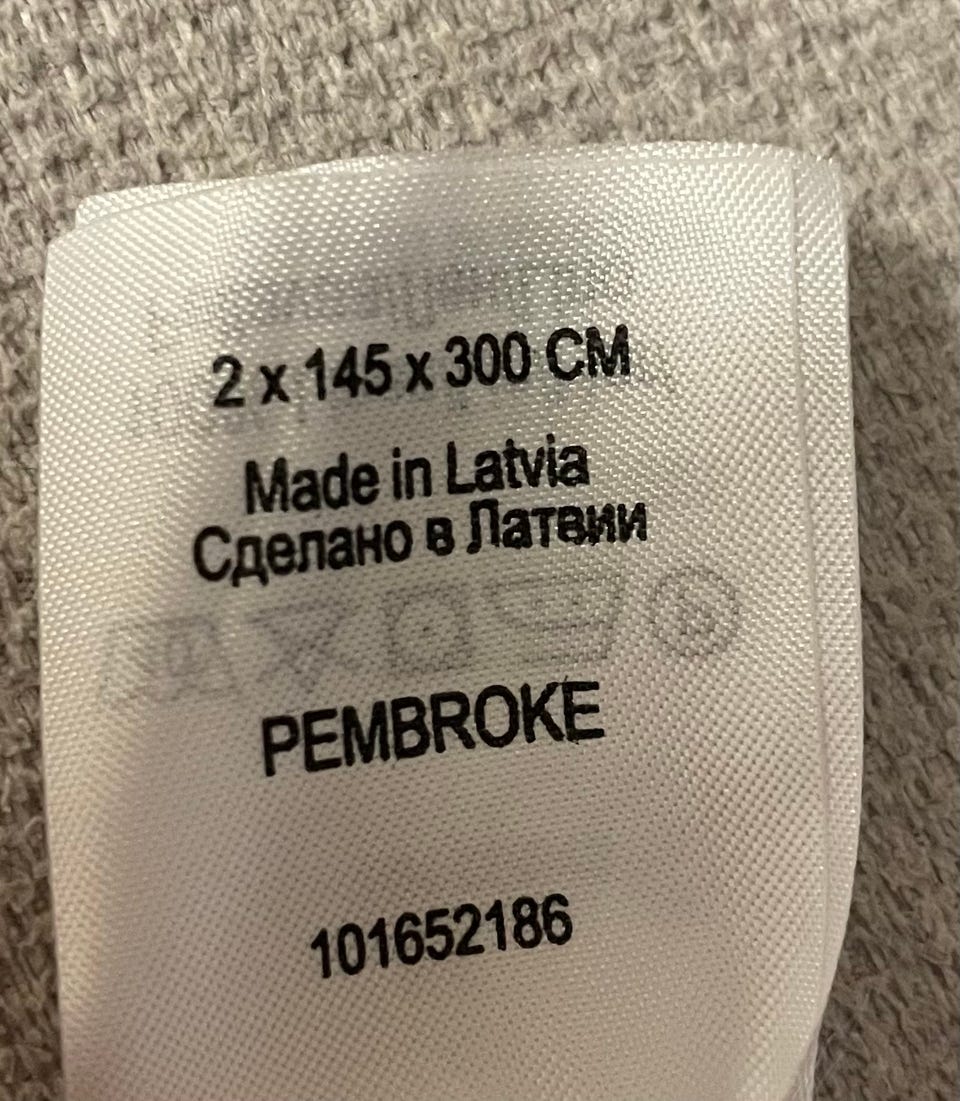 2 x 145 x 300 CM
Made in Latvia
Сделано в Латвии
PEMBROKE
101652186